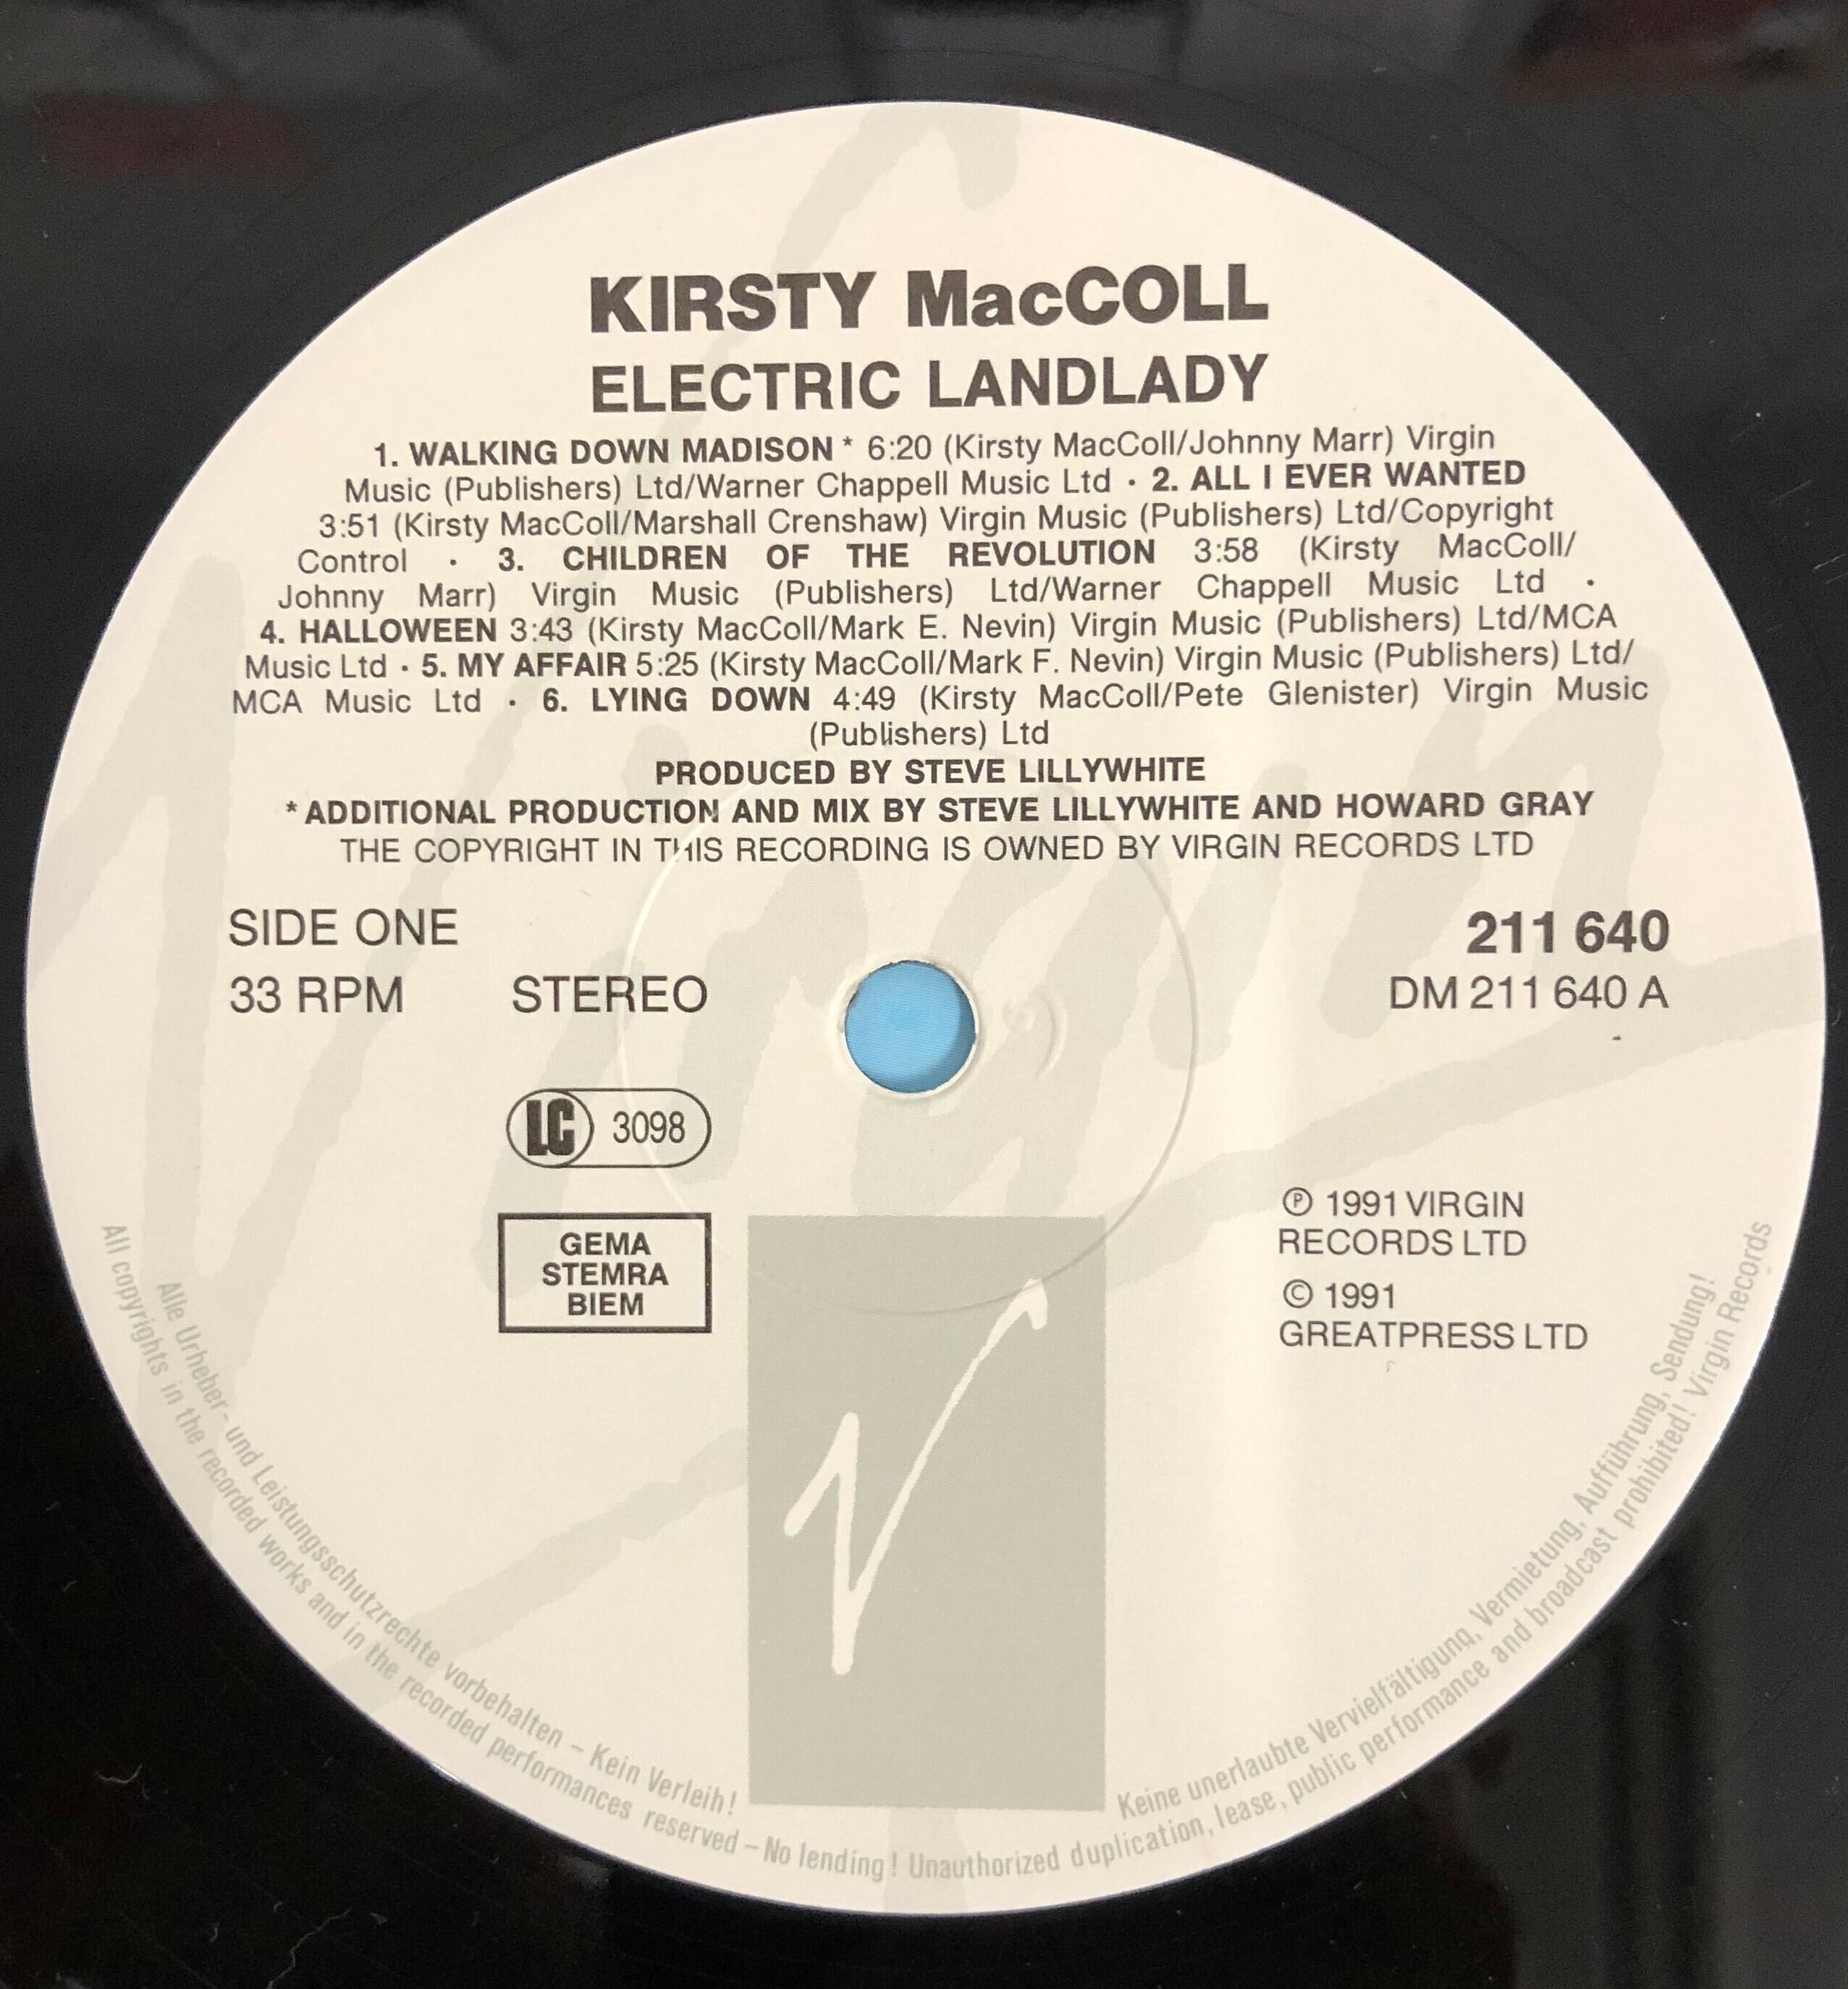 KIRSTY MacCOLL
ELECTRIC LANDLADY
1. WALKING DOWN MADISON * 6:20 (Kirsty MacColl/Johnny Marr) Virgin
Music (Publishers) Ltd/Warner Chappell Music Ltd · 2. ALL I EVER WANTED
3:51 (Kirsty MacColl/Marshall Crenshaw) Virgin Music (Publishers) Ltd/Copyright
Control · 3. CHILDREN OF THE REVOLUTION 3:58 (Kirsty MacColl/
Johnny Marr) Virgin Music (Publishers) Ltd/Warner Chappell Music Ltd ·
4. HALLOWEEN 3:43 (Kirsty MacColl/Mark E. Nevin) Virgin Music (Publishers) Ltd/MCA
Music Ltd · 5. MY AFFAIR 5:25 (Kirsty MacColl/Mark F. Nevin) Virgin Music (Publishers) Ltd/
MCA Music Ltd · 6. LYING DOWN 4:49 (Kirsty MacColl/Pete Glenister) Virgin Music
(Publishers) Ltd
PRODUCED BY STEVE LILLYWHITE
* ADDITIONAL PRODUCTION AND MIX BY STEVE LILLYWHITE AND HOWARD GRAY
THE COPYRIGHT IN THIS RECORDING IS OWNED BY VIRGIN RECORDS LTD
SIDE ONE
211 640
33 RPM STEREO
DM 211 640 A
LC 3098
GEMA
STEMRA
BIEM
℗ 1991 VIRGIN
RECORDS LTD
© 1991
GREATPRESS LTD
Virgin
V
Alle Urheber- und Leistungsschutzrechte vorbehalten – Kein Verleih! Keine unerlaubte Vervielfältigung, Vermietung, Aufführung, Sendung!
All copyrights in the recorded works and in the recorded performances reserved – No lending! Unauthorized duplication, lease, public performance and broadcast prohibited! Virgin Records